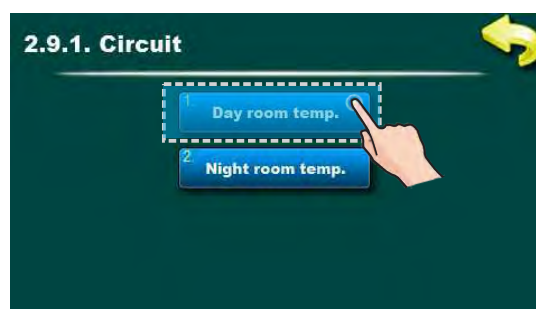 2.9.1. Circuit
1.
Day room temp.
2.
Night room temp.